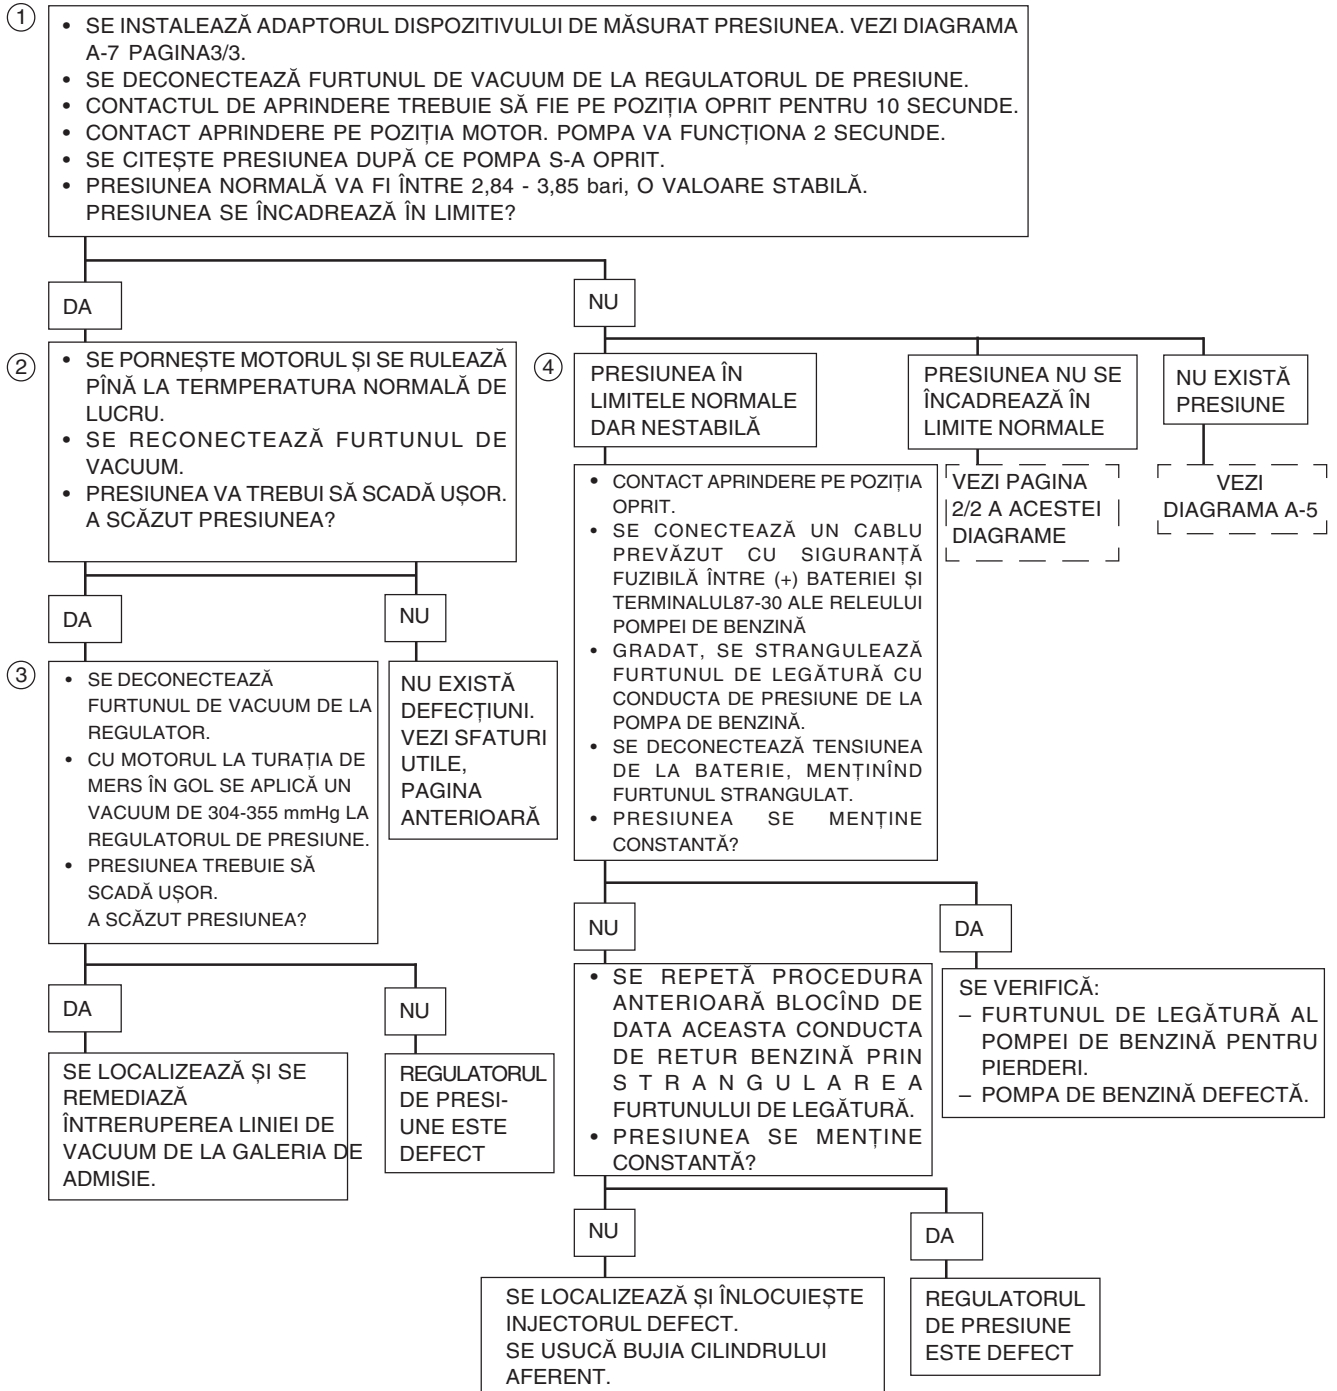 1
• SE INSTALEAZĂ ADAPTORUL DISPOZITIVULUI DE MĂSURAT PRESIUNEA. VEZI DIAGRAMA
A-7 PAGINA3/3.
• SE DECONECTEAZĂ FURTUNUL DE VACUUM DE LA REGULATORUL DE PRESIUNE.
• CONTACTUL DE APRINDERE TREBUIE SĂ FIE PE POZIȚIA OPRIT PENTRU 10 SECUNDE.
• CONTACT APRINDERE PE POZIȚIA MOTOR. POMPA VA FUNCȚIONA 2 SECUNDE.
• SE CITEȘTE PRESIUNEA DUPĂ CE POMPA S-A OPRIT.
• PRESIUNEA NORMALĂ VA FI ÎNTRE 2,84 - 3,85 bari, O VALOARE STABILĂ.
PRESIUNEA SE ÎNCADREAZĂ ÎN LIMITE?
DA
NU
2
• SE PORNEȘTE MOTORUL ȘI SE RULEAZĂ
PÎNĂ LA TERMPERATURA NORMALĂ DE
LUCRU.
• SE RECONECTEAZĂ FURTUNUL DE
VACUUM.
• PRESIUNEA VA TREBUI SĂ SCADĂ UȘOR.
A SCĂZUT PRESIUNEA?
4
PRESIUNEA ÎN
LIMITELE NORMALE
DAR NESTABILĂ
PRESIUNEA NU SE
ÎNCADREAZĂ ÎN
LIMITE NORMALE
NU EXISTĂ
PRESIUNE
• CONTACT APRINDERE PE POZIȚIA
OPRIT.
• SE CONECTEAZĂ UN CABLU
PREVĂZUT CU SIGURANȚĂ
FUZIBILĂ ÎNTRE (+) BATERIEI ȘI
TERMINALUL87-30 ALE RELEULUI
POMPEI DE BENZINĂ
• GRADAT, SE STRANGULEAZĂ
FURTUNUL DE LEGĂTURĂ CU
CONDUCTA DE PRESIUNE DE LA
POMPA DE BENZINĂ.
• SE DECONECTEAZĂ TENSIUNEA
DE LA BATERIE, MENȚINÎND
FURTUNUL STRANGULAT.
• PRESIUNEA SE MENȚINE
CONSTANTĂ?
VEZI PAGINA
2/2 A ACESTEI
DIAGRAME
VEZI
DIAGRAMA A-5
DA
NU
3
• SE DECONECTEAZĂ
FURTUNUL DE VACUUM DE LA
REGULATOR.
• CU MOTORUL LA TURAȚIA DE
MERS ÎN GOL SE APLICĂ UN
VACUUM DE 304-355 mmHg LA
REGULATORUL DE PRESIUNE.
• PRESIUNEA TREBUIE SĂ
SCADĂ UȘOR.
A SCĂZUT PRESIUNEA?
NU EXISTĂ
DEFECȚIUNI.
VEZI SFATURI
UTILE,
PAGINA
ANTERIOARĂ
NU
DA
DA
NU
• SE REPETĂ PROCEDURA
ANTERIOARĂ BLOCÎND DE
DATA ACEASTA CONDUCTA
DE RETUR BENZINĂ PRIN
STRANGULAREA
FURTUNULUI DE LEGĂTURĂ.
• PRESIUNEA SE MENȚINE
CONSTANTĂ?
SE VERIFICĂ:
– FURTUNUL DE LEGĂTURĂ AL
POMPEI DE BENZINĂ PENTRU
PIERDERI.
– POMPA DE BENZINĂ DEFECTĂ.
SE LOCALIZEAZĂ ȘI SE
REMEDIAZĂ
ÎNTRERUPEREA LINIEI DE
VACUUM DE LA GALERIA DE
ADMISIE.
REGULATORUL
DE PRESI-
UNE ESTE
DEFECT
NU
DA
SE LOCALIZEAZĂ ȘI ÎNLOCUIEȘTE
INJECTORUL DEFECT.
SE USUCĂ BUJIA CILINDRULUI
AFERENT.
REGULATORUL
DE PRESIUNE
ESTE DEFECT